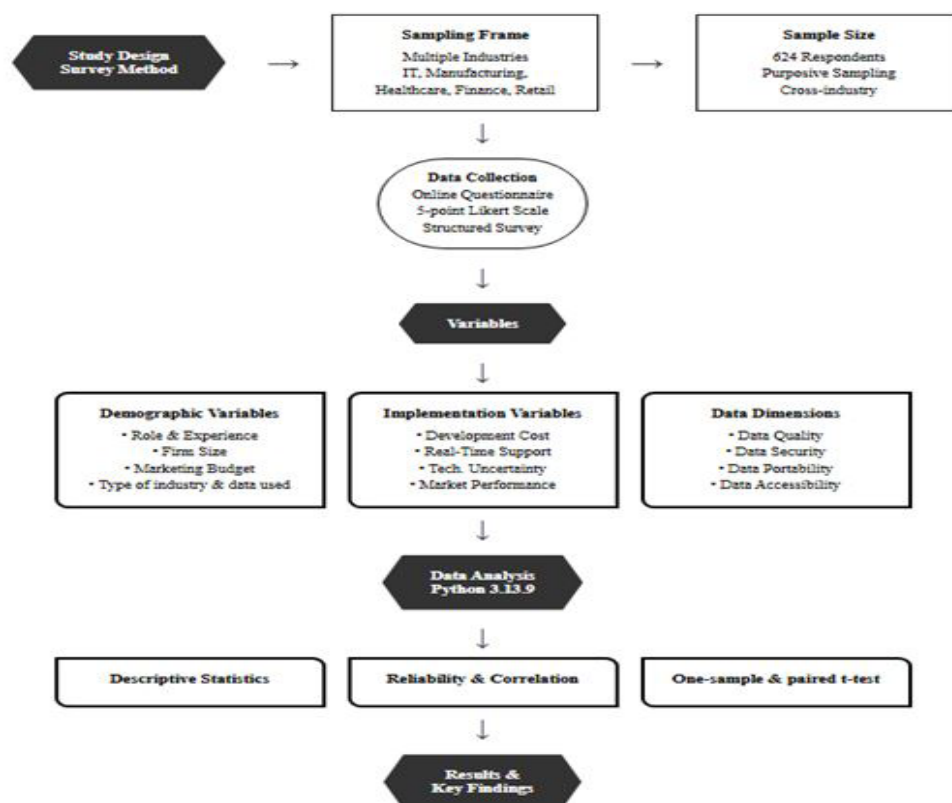 Study Design
Survey Method
Sampling Frame
Multiple Industries
IT, Manufacturing,
Healthcare, Finance, Retail
Sample Size
624 Respondents
Purposive Sampling
Cross-industry
Data Collection
Online Questionnaire
5-point Likert Scale
Structured Survey
Variables
Demographic Variables
• Role & Experience
• Firm Size
• Marketing Budget
• Type of industry & data used
Implementation Variables
• Development Cost
• Real-Time Support
• Tech. Uncertainty
• Market Performance
Data Dimensions
• Data Quality
• Data Security
• Data Portability
• Data Accessibility
Data Analysis
Python 3.13.9
Descriptive Statistics
Reliability & Correlation
One-sample & paired t-test
Results &
Key Findings